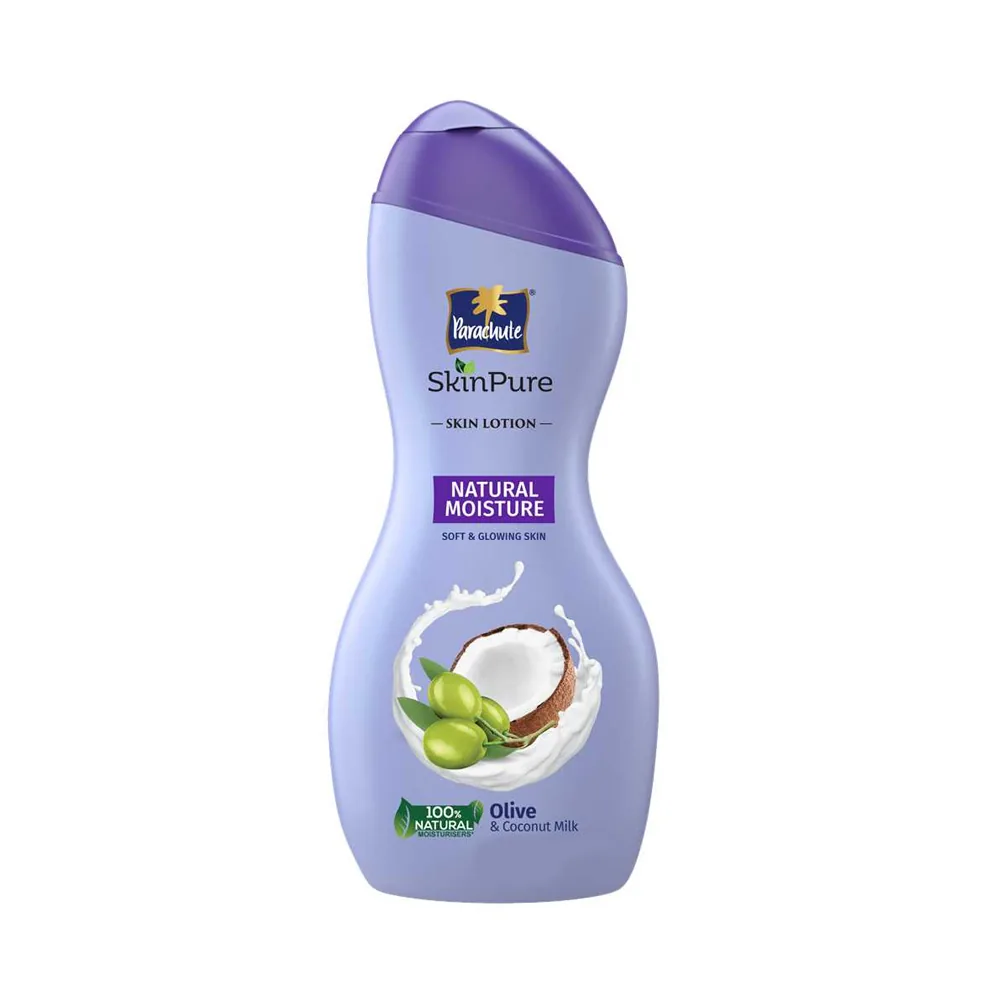 Parachute
®
SkinPure
SKIN LOTION
NATURAL
MOISTURE
SOFT & GLOWING SKIN
100%
NATURAL
MOISTURISERS*
Olive
& Coconut Milk